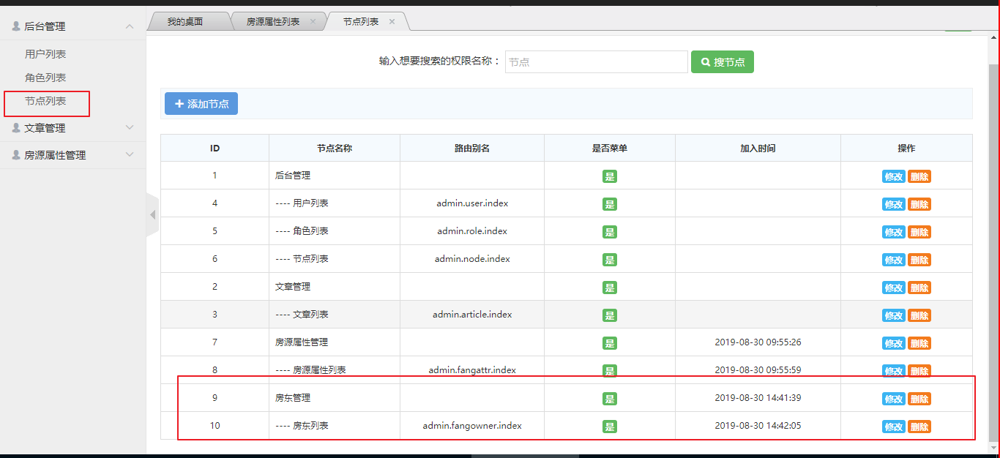 我的桌面 房源属性列表 节点列表
后台管理
用户列表
角色列表
节点列表
文章管理
房源属性管理
输入想要搜索的权限名称： 节点 搜节点
添加节点
ID 节点名称 路由别名 是否菜单 加入时间 操作
1 后台管理 是 修改 删除
4 ---- 用户列表 admin.user.index 是 修改 删除
5 ---- 角色列表 admin.role.index 是 修改 删除
6 ---- 节点列表 admin.node.index 是 修改 删除
2 文章管理 是 修改 删除
3 ---- 文章列表 admin.article.index 是 修改 删除
7 房源属性管理 是 2019-08-30 09:55:26 修改 删除
8 ---- 房源属性列表 admin.fangattr.index 是 2019-08-30 09:55:59 修改 删除
9 房东管理 是 2019-08-30 14:41:39 修改 删除
10 ---- 房东列表 admin.fangowner.index 是 2019-08-30 14:42:05 修改 删除